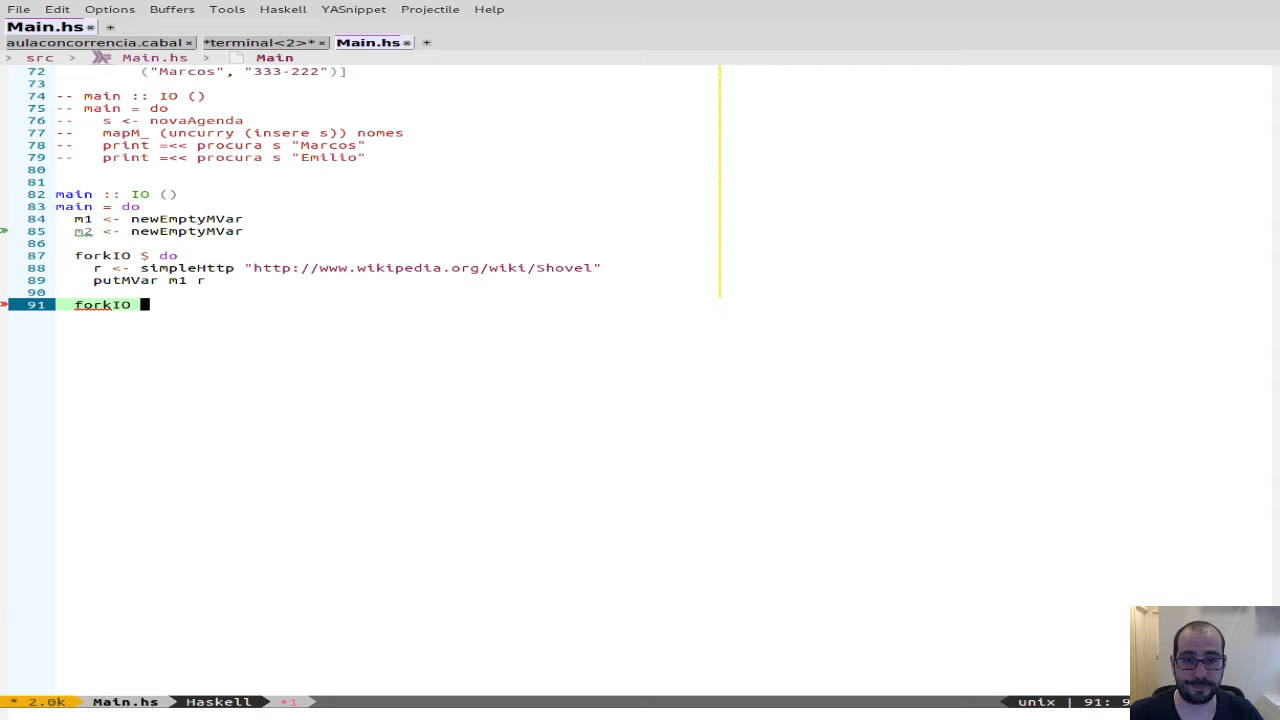 File Edit Options Buffers Tools Haskell YASnippet Projectile Help
Main.hs × +
aulaconcorrencia.cabal × *terminal<2>* × Main.hs × +
> src > Main.hs > Main
72 ("Marcos", "333-222")]
73
74 -- main :: IO ()
75 -- main = do
76 -- s <- novaAgenda
77 -- mapM_ (uncurry (insere s)) nomes
78 -- print =<< procura s "Marcos"
79 -- print =<< procura s "Emilio"
80
81
82 main :: IO ()
83 main = do
84 m1 <- newEmptyMVar
85 m2 <- newEmptyMVar
86
87 forkIO $ do
88 r <- simpleHttp "http://www.wikipedia.org/wiki/Shovel"
89 putMVar m1 r
90
91 forkIO
* 2.0k Main.hs Haskell •1 unix | 91: 9